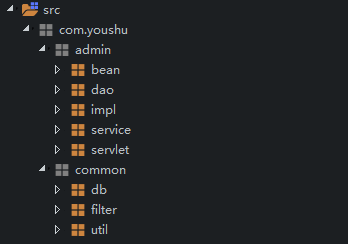 src
com.youshu
admin
bean
dao
impl
service
servlet
common
db
filter
util